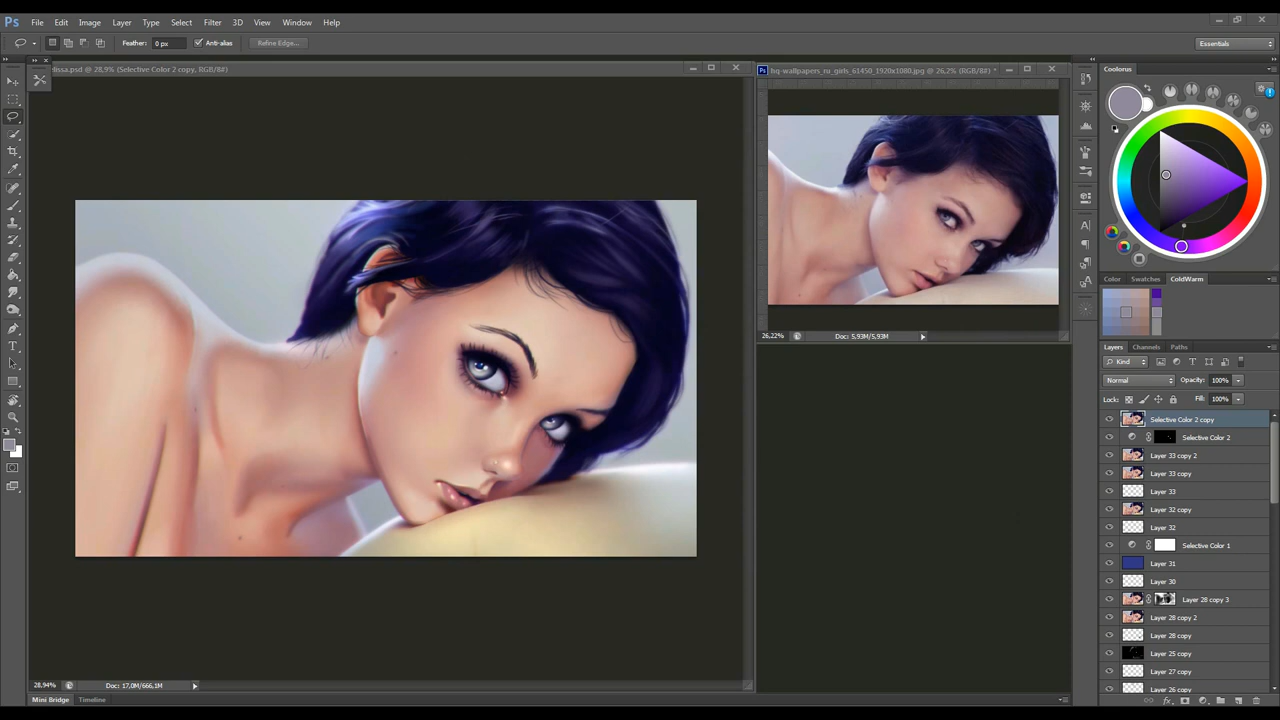 Ps File Edit Image Layer Type Select Filter 3D View Window Help
Feather: 0 px Anti-alias Refine Edge... Essentials
lissa.psd @ 28,9% (Selective Color 2 copy, RGB/8#)
Ps hq-wallpapers_ru_girls_61450_1920x1080.jpg @ 26,2% (RGB/8#)
Coolorus
26,22% Doc: 5,93M/5,93M
Color Swatches ColdWarm
Layers Channels Paths
Kind
Normal Opacity: 100%
Lock: Fill: 100%
Selective Color 2 copy
Selective Color 2
Layer 33 copy 2
Layer 33 copy
Layer 33
Layer 32 copy
Layer 32
Selective Color 1
Layer 31
Layer 30
Layer 28 copy 3
Layer 28 copy 2
Layer 28 copy
Layer 25 copy
Layer 27 copy
Layer 26 copy
28,94% Doc: 17,0M/666,1M
Mini Bridge Timeline